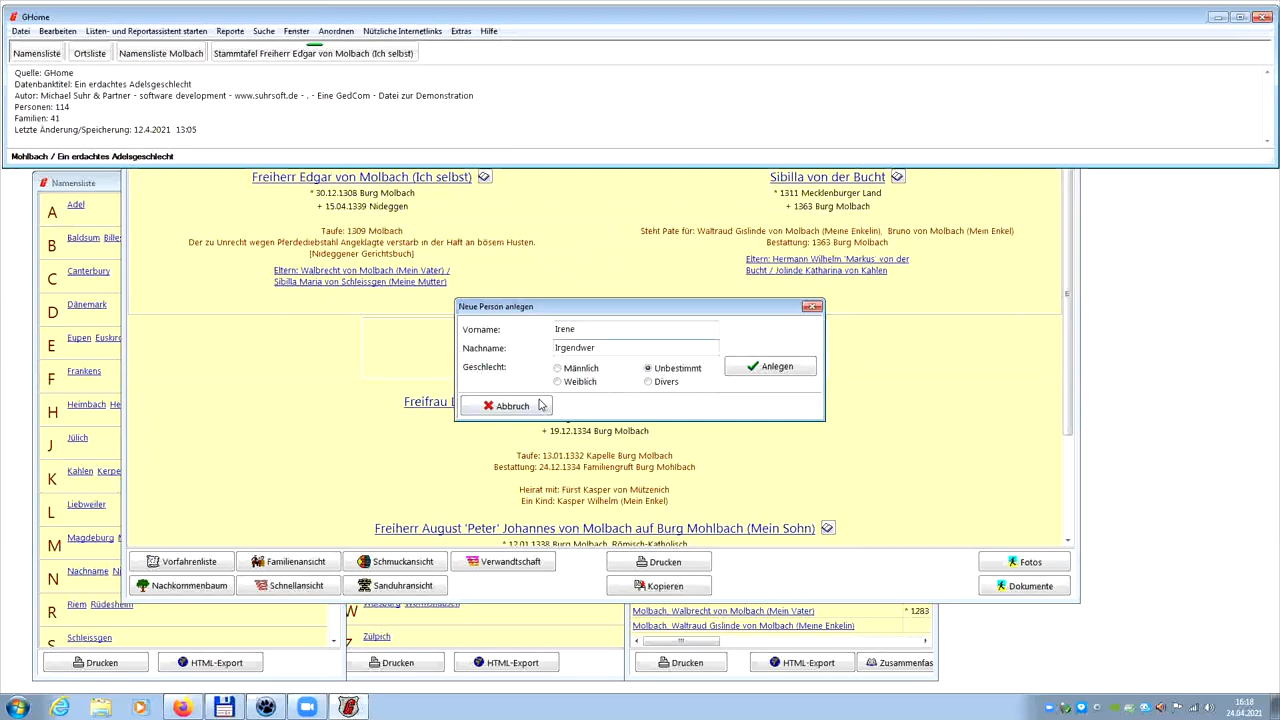 GHome
Datei Bearbeiten Listen- und Reportassistent starten Reporte Suche Fenster Anordnen Nützliche Internetlinks Extras Hilfe
Namensliste Ortsliste Namensliste Molbach Stammtafel Freiherr Edgar von Molbach (Ich selbst)
Quelle: GHome
Datenbanktitel: Ein erdachtes Adelsgeschlecht
Autor: Michael Suhr & Partner - software development - www.suhrsoft.de - . - Eine GedCom - Datei zur Demonstration
Personen: 114
Familien: 41
Letzte Änderung/Speicherung: 12.4.2021 13:05
Mohlbach / Ein erdachtes Adelsgeschlecht
Namensliste
A Adel
B Baldsum Bille
C Canterbury
D Dänemark
E Eupen Euskir
F Frankens
H Heimbach He
J Jülich
K Kahlen Kerpe
L Liebweiler
M Magdeburg
N Nachname
R Riem Rüdeshei
S Schleissgen
Drucken HTML-Export
Freiherr Edgar von Molbach (Ich selbst)
* 30.12.1308 Burg Molbach
+ 15.04.1339 Nideggen
Taufe: 1309 Molbach
Der zu Unrecht wegen Pferdediebstahl Angeklagte verstarb in der Haft an bösem Husten.
[Nideggener Gerichtsbuch]
Eltern: Walbrecht von Molbach (Mein Vater) /
Sibilla Maria von Schleissgen (Meine Mutter)
Sibilla von der Bucht
* 1311 Mecklenburger Land
+ 1363 Burg Molbach
Steht Pate für: Waltraud Gislinde von Molbach (Meine Enkelin), Bruno von Molbach (Mein Enkel)
Bestattung: 1363 Burg Molbach
Eltern: Hermann Wilhelm 'Markus' von der
Bucht / Jolinde Katharina von Kahlen
Neue Person anlegen
Vorname: Irene
Nachname: Irgendwer
Geschlecht: Männlich Unbestimmt
Weiblich Divers
Anlegen
Abbruch
Freifrau
+ 19.12.1334 Burg Molbach
Taufe: 13.01.1332 Kapelle Burg Molbach
Bestattung: 24.12.1334 Familiengruft Burg Mohlbach
Heirat mit: Fürst Kasper von Mützenich
Ein Kind: Kasper Wilhelm (Mein Enkel)
Freiherr August 'Peter' Johannes von Molbach auf Burg Mohlbach (Mein Sohn)
* 12.01.1338 Burg Molbach, Römisch-Katholisch
Vorfahrenliste Familienansicht Schmuckansicht Verwandtschaft Drucken Fotos
Nachkommenbaum Schnellansicht Sanduhransicht Kopieren Dokumente
W
Zülpich
Drucken HTML-Export
Molbach, Walbrecht von Molbach (Mein Vater) * 1283
Molbach, Waltraud Gislinde von Molbach (Meine Enkelin)
Drucken HTML-Export Zusammenfas
16:18
24.04.2021